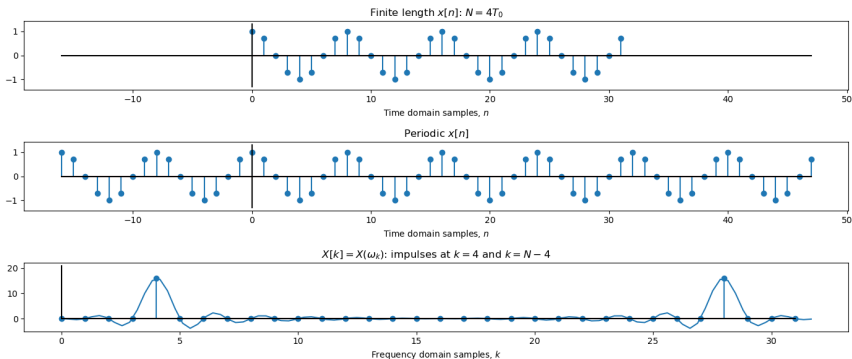 Finite length x[n]: N = 4T₀
1
0
−1
−10 0 10 20 30 40 50
Time domain samples, n
Periodic x[n]
1
0
−1
−10 0 10 20 30 40 50
Time domain samples, n
X[k] = X(ωₖ): impulses at k = 4 and k = N − 4
20
10
0
0 5 10 15 20 25 30
Frequency domain samples, k